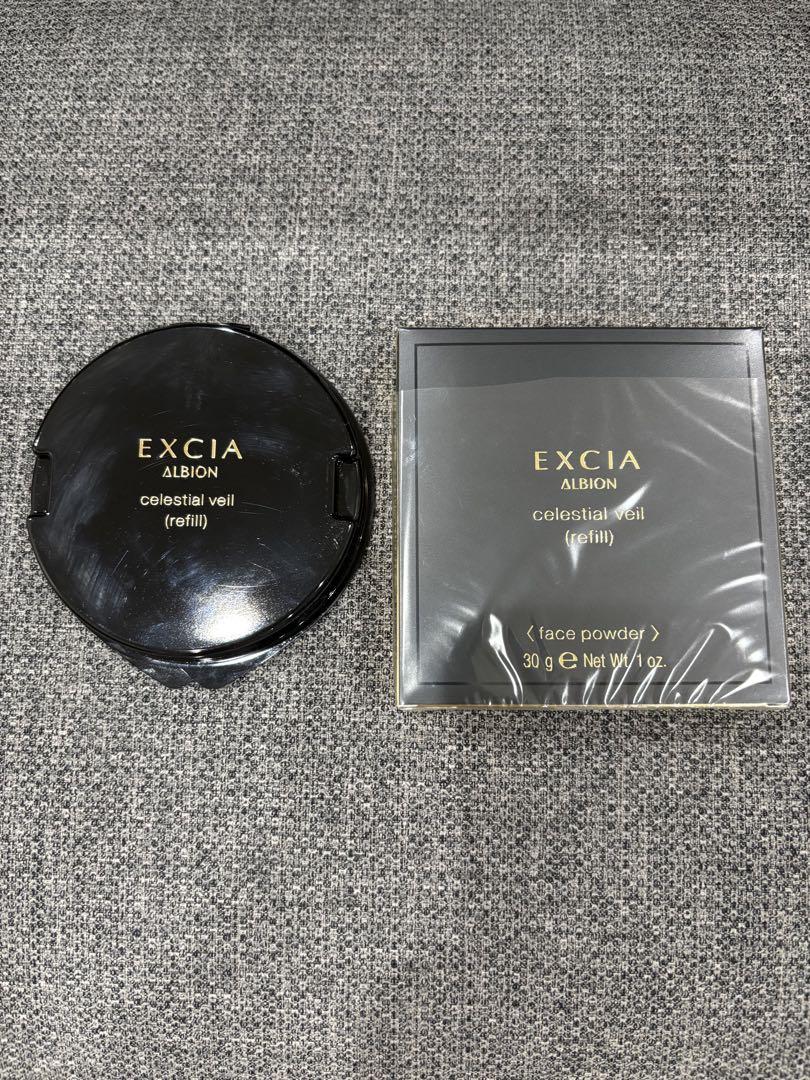 EXCIA
ALBION
celestial veil
(refill)
EXCIA
ALBION
celestial veil
(refill)
〈 face powder 〉
30 g ℮ Net Wt. 1 oz.